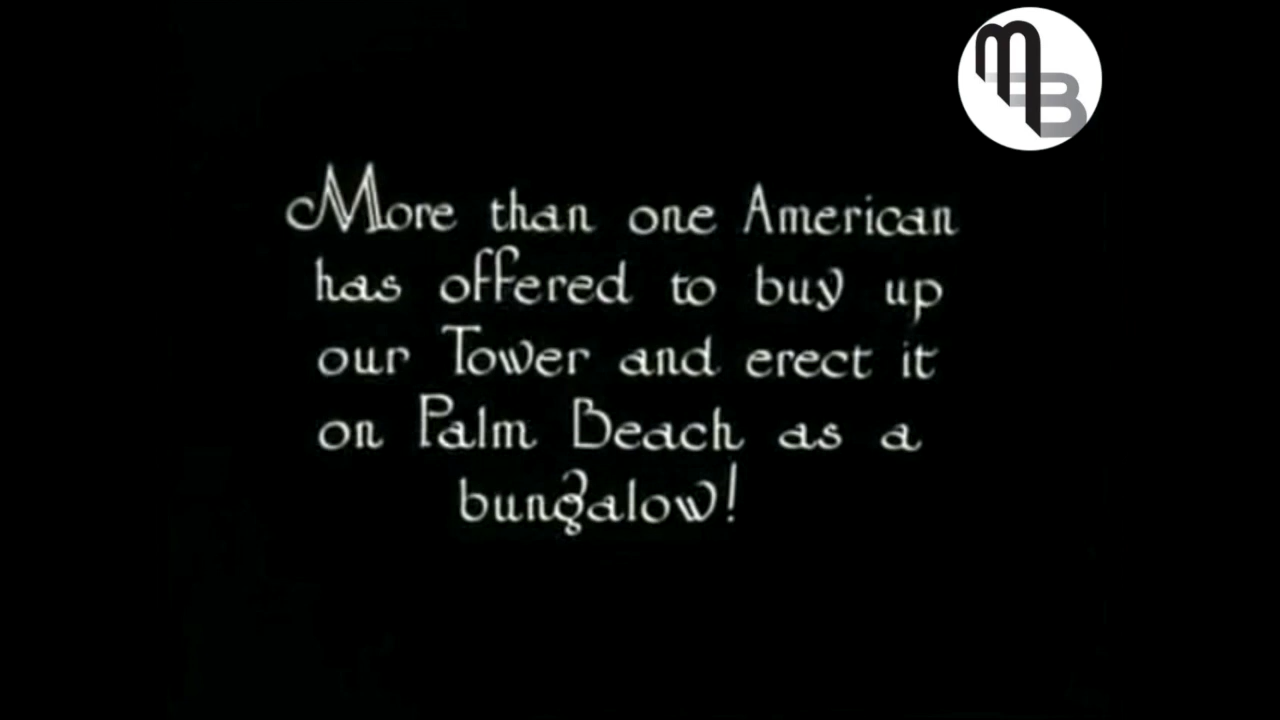 MB
More than one American
has offered to buy up
our Tower and erect it
on Palm Beach as a
bungalow!